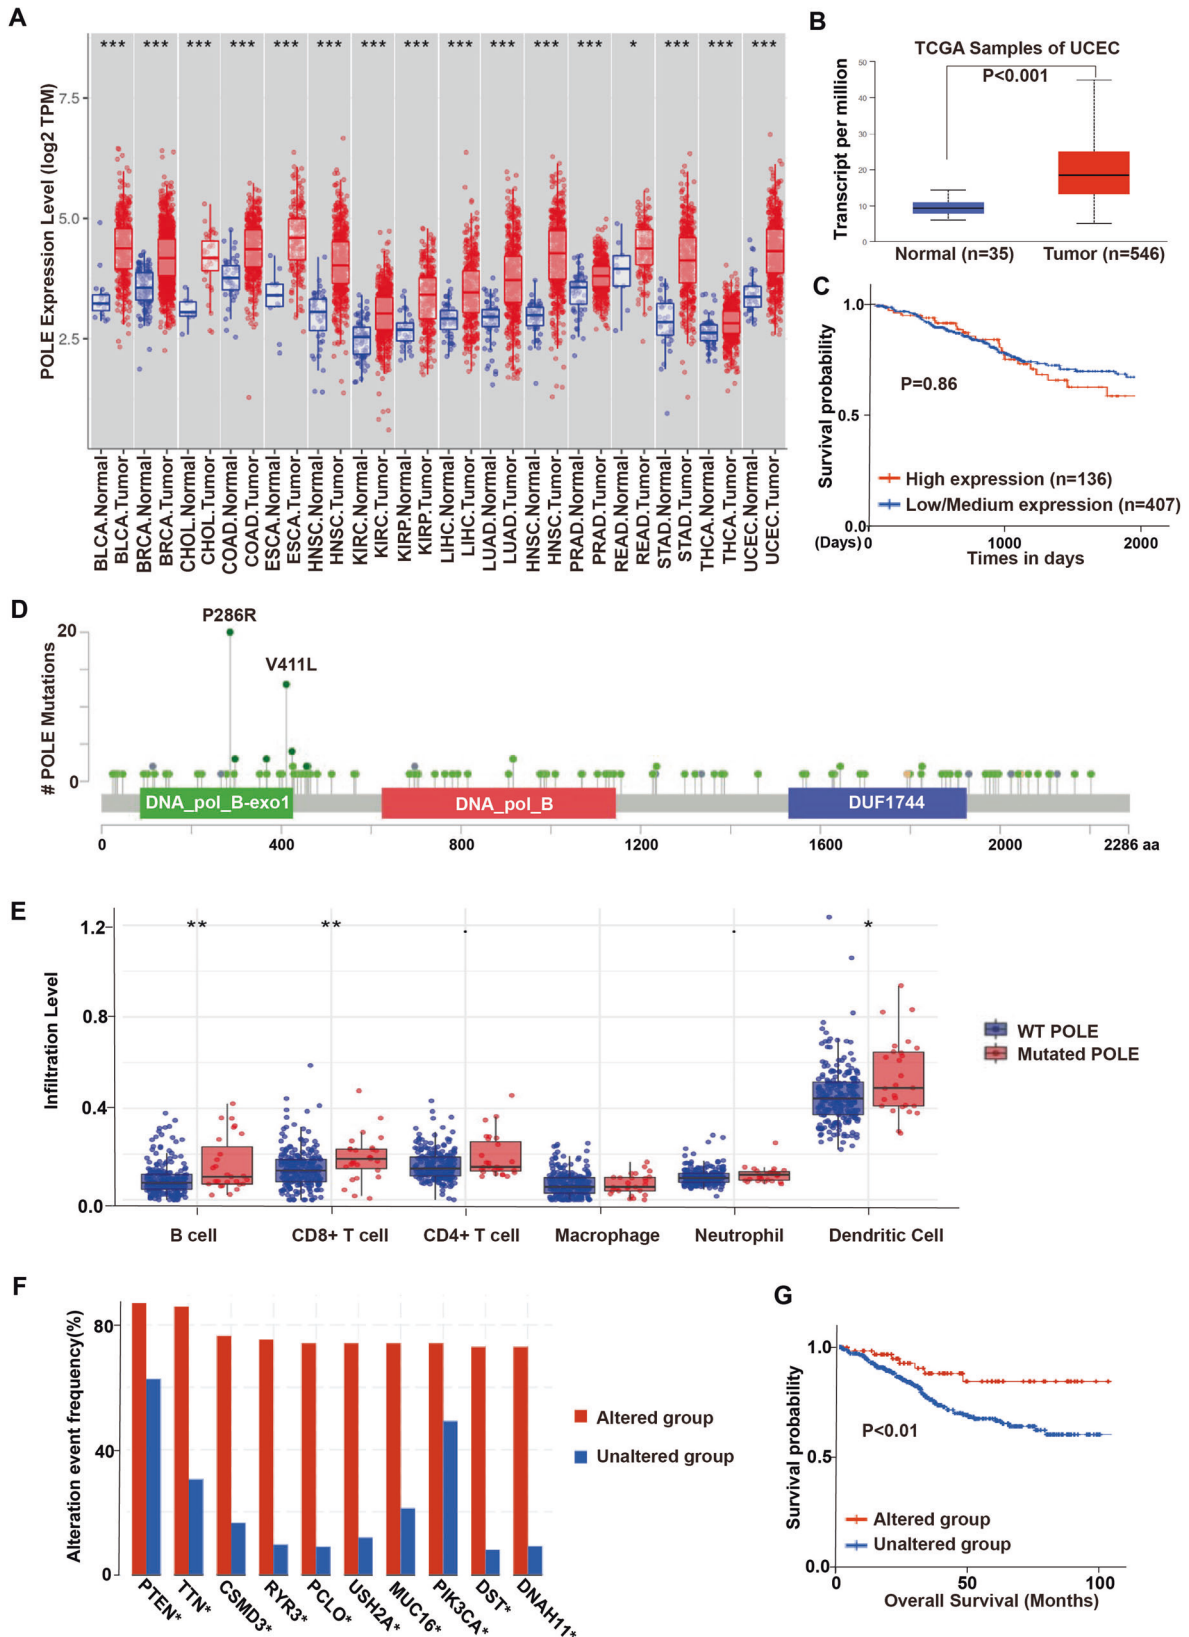 A
POLE Expression Level (log2 TPM)
*** *** *** *** *** *** *** *** *** *** *** *** * *** *** ***
7.5
5.0
2.5
BLCA.Normal
BLCA.Tumor
BRCA.Normal
BRCA.Tumor
CHOL.Normal
CHOL.Tumor
COAD.Normal
COAD.Tumor
ESCA.Normal
ESCA.Tumor
HNSC.Normal
HNSC.Tumor
KIRC.Normal
KIRC.Tumor
KIRP.Normal
KIRP.Tumor
LIHC.Normal
LIHC.Tumor
LUAD.Normal
LUAD.Tumor
HNSC.Normal
HNSC.Tumor
PRAD.Normal
PRAD.Tumor
READ.Normal
READ.Tumor
STAD.Normal
STAD.Tumor
THCA.Normal
THCA.Tumor
UCEC.Normal
UCEC.Tumor
B
TCGA Samples of UCEC
P<0.001
Transcript per million
50
40
30
20
10
0
Normal (n=35) Tumor (n=546)
C
Survival probability
1.0
0.5
0.0
P=0.86
High expression (n=136)
Low/Medium expression (n=407)
(Days) 0 1000 2000
Times in days
D
# POLE Mutations
20
0
P286R
V411L
DNA_pol_B-exo1 DNA_pol_B DUF1744
0 400 800 1200 1600 2000 2286 aa
E
Infiltration Level
1.2
0.8
0.4
0.0
** ** . . *
B cell CD8+ T cell CD4+ T cell Macrophage Neutrophil Dendritic Cell
WT POLE
Mutated POLE
F
Alteration event frequency(%)
80
40
0
PTEN*
TTN*
CSMD3*
RYR3*
PCLO*
USH2A*
MUC16*
PIK3CA*
DST*
DNAH11*
Altered group
Unaltered group
G
Survival probability
1.0
0.5
0.0
P<0.01
Altered group
Unaltered group
0 50 100
Overall Survival (Months)